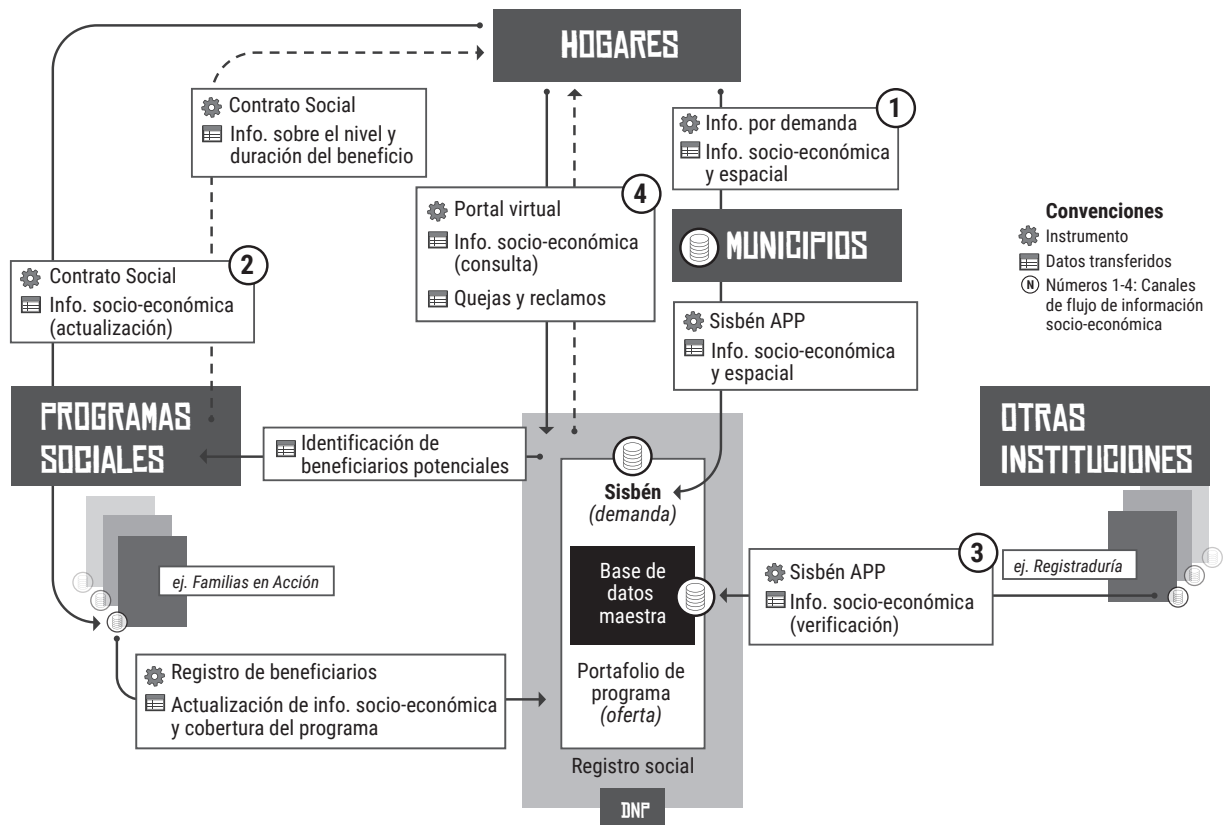 HOGARES
Contrato Social
Info. sobre el nivel y
duración del beneficio
1
Info. por demanda
Info. socio-económica
y espacial
4
Portal virtual
Info. socio-económica
(consulta)
Quejas y reclamos
MUNICIPIOS
Convenciones
Instrumento
Datos transferidos
N Números 1-4: Canales
de flujo de información
socio-económica
2
Contrato Social
Info. socio-económica
(actualización)
Sisbén APP
Info. socio-económica
y espacial
PROGRAMAS
SOCIALES
Identificación de
beneficiarios potenciales
OTRAS
INSTITUCIONES
Sisbén
(demanda)
ej. Familias en Acción
Base de
datos
maestra
3
Sisbén APP
Info. socio-económica
(verificación)
ej. Registraduría
Registro de beneficiarios
Actualización de info. socio-económica
y cobertura del programa
Portafolio de
programa
(oferta)
Registro social
DNP